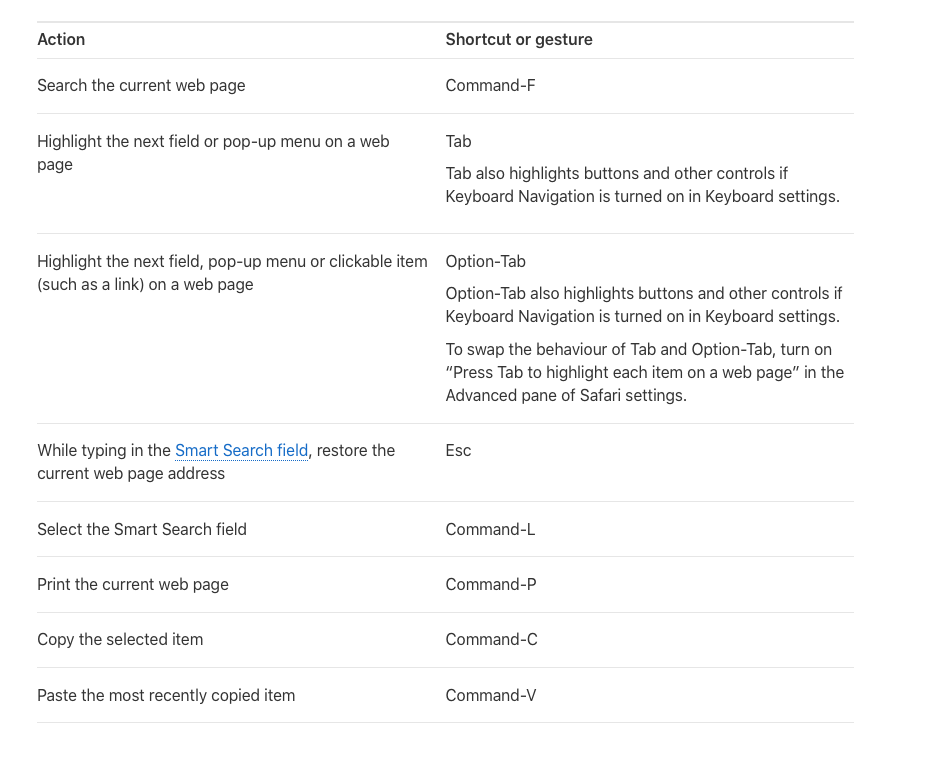 Action
Shortcut or gesture
Search the current web page
Command-F
Highlight the next field or pop-up menu on a web
page
Tab
Tab also highlights buttons and other controls if
Keyboard Navigation is turned on in Keyboard settings.
Highlight the next field, pop-up menu or clickable item
(such as a link) on a web page
Option-Tab
Option-Tab also highlights buttons and other controls if
Keyboard Navigation is turned on in Keyboard settings.
To swap the behaviour of Tab and Option-Tab, turn on
“Press Tab to highlight each item on a web page” in the
Advanced pane of Safari settings.
While typing in the Smart Search field, restore the
current web page address
Esc
Select the Smart Search field
Command-L
Print the current web page
Command-P
Copy the selected item
Command-C
Paste the most recently copied item
Command-V